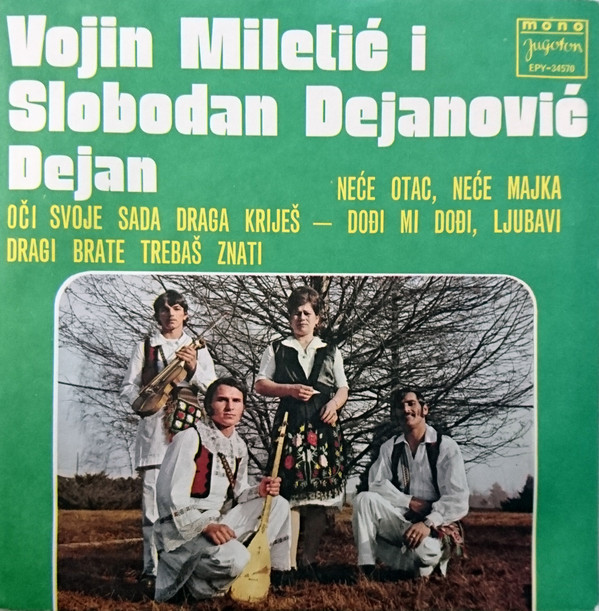 Vojin Miletić i
Slobodan Dejanović
Dejan
mono
Jugoton
EPY-34570
NEĆE OTAC, NEĆE MAJKA
OČI SVOJE SADA DRAGA KRIJEŠ — DOĐI MI DOĐI, LJUBAVI
DRAGI BRATE TREBAŠ ZNATI